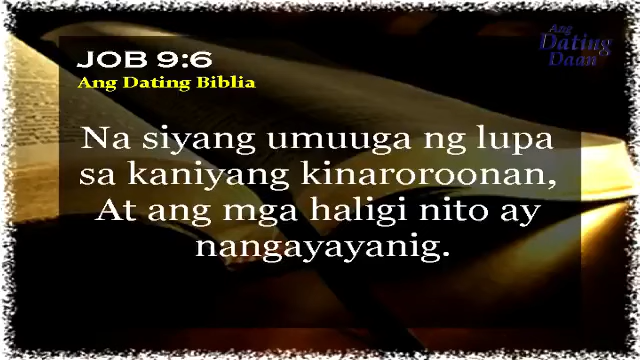 JOB 9:6
Ang Dating Biblia
Ang
Dating
Daan
Na siyang umuuga ng lupa
sa kaniyang kinaroroonan,
At ang mga haligi nito ay
nangayayanig.